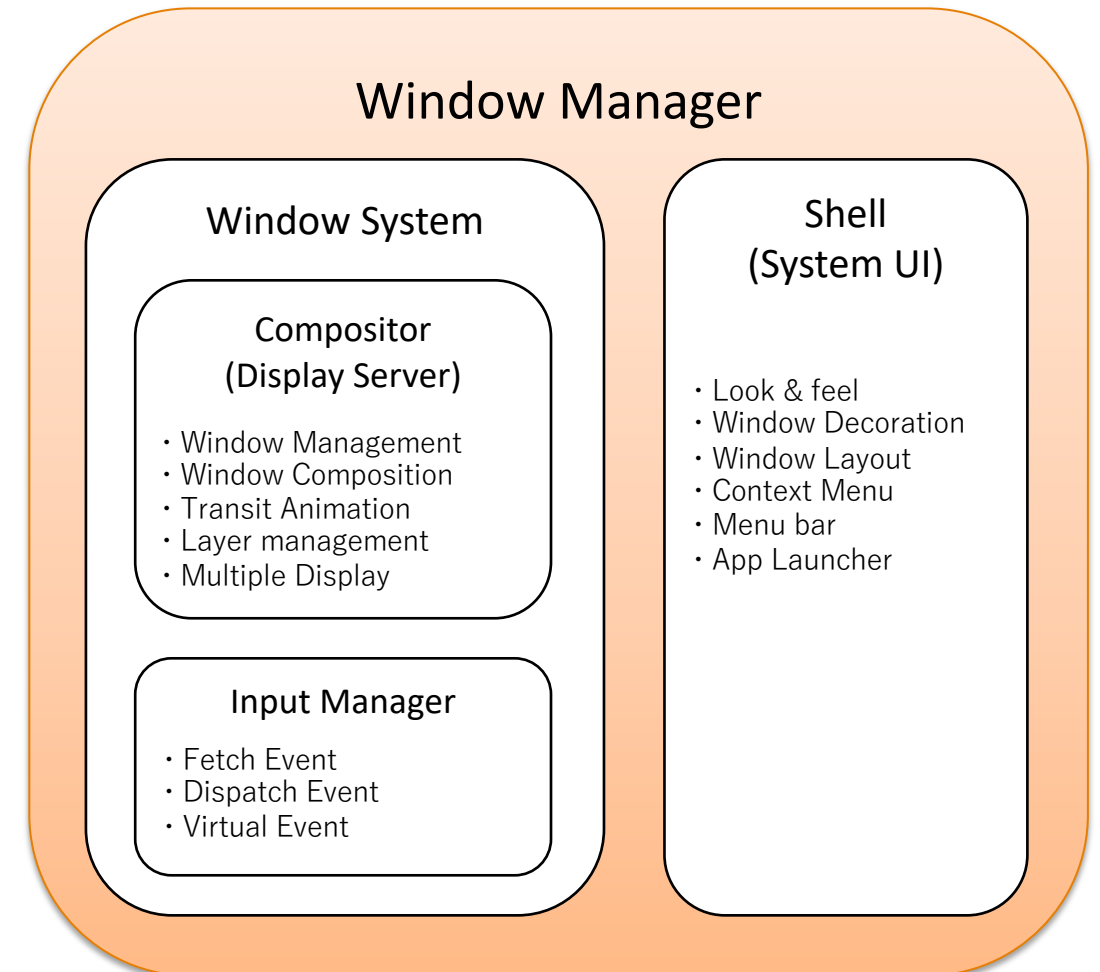 Window Manager
Window System
Compositor
(Display Server)
・Window Management
・Window Composition
・Transit Animation
・Layer management
・Multiple Display
Input Manager
・Fetch Event
・Dispatch Event
・Virtual Event
Shell
(System UI)
・Look & feel
・Window Decoration
・Window Layout
・Context Menu
・Menu bar
・App Launcher